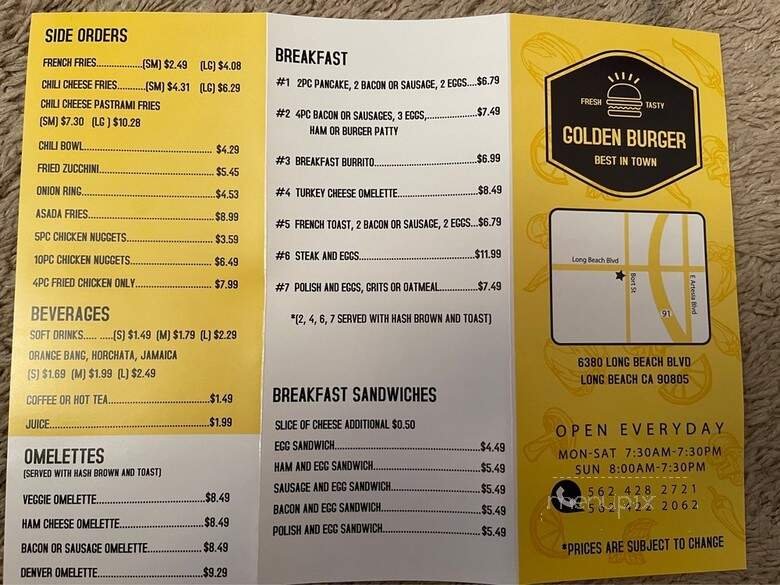 SIDE ORDERS
FRENCH FRIES....................(SM) $2.49 (LG) $4.08
CHILI CHEESE FRIES............(SM) $4.31 (LG) $6.29
CHILI CHEESE PASTRAMI FRIES
(SM) $7.30 (LG ) $10.28
CHILI BOWL........................................... $4.29
FRIED ZUCCHINI...................................... $5.45
ONION RING........................................... $4.53
ASADA FRIES.......................................... $8.99
5PC CHICKEN NUGGETS........................ $3.59
10PC CHICKEN NUGGETS....................... $6.49
4PC FRIED CHICKEN ONLY...................... $7.99
BEVERAGES
SOFT DRINKS..... .....(S) $1.49 (M) $1.79 (L) $2.29
ORANGE BANG, HORCHATA, JAMAICA
(S) $1.69 (M) $1.99 (L) $2.49
COFFEE OR HOT TEA............................$1.49
JUICE..............................................$1.99
OMELETTES
(SERVED WITH HASH BROWN AND TOAST)
VEGGIE OMELETTE..............................$8.49
HAM CHEESE OMELETTE.......................$8.49
BACON OR SAUSAGE OMELETTE................$8.49
DENVER OMELETTE..............................$9.29
BREAKFAST
#1 2PC PANCAKE, 2 BACON OR SAUSAGE, 2 EGGS....$6.79
#2 4PC BACON OR SAUSAGES, 3 EGGS,..............$7.49
HAM OR BURGER PATTY
#3 BREAKFAST BURRITO............................$6.99
#4 TURKEY CHEESE OMELETTE......................$8.49
#5 FRENCH TOAST, 2 BACON OR SAUSAGE, 2 EGGS...$6.79
#6 STEAK AND EGGS................................$11.99
#7 POLISH AND EGGS, GRITS OR OATMEAL..........$7.49
*(2, 4, 6, 7 SERVED WITH HASH BROWN AND TOAST)
BREAKFAST SANDWICHES
SLICE OF CHEESE ADDITIONAL $0.50
EGG SANDWICH.....................................$4.49
HAM AND EGG SANDWICH..........................$5.49
SAUSAGE AND EGG SANDWICH....................$5.49
BACON AND EGG SANDWICH.......................$5.49
POLISH AND EGG SANDWICH......................$5.49
FRESH TASTY
GOLDEN BURGER
BEST IN TOWN
Long Beach Blvd
Bort St
E Artesia Blvd
91
6380 LONG BEACH BLVD
LONG BEACH CA 90805
OPEN EVERYDAY
MON-SAT 7:30AM-7:30PM
SUN 8:00AM-7:30PM
562 428 2721
menupix
562 422 2062
*PRICES ARE SUBJECT TO CHANGE